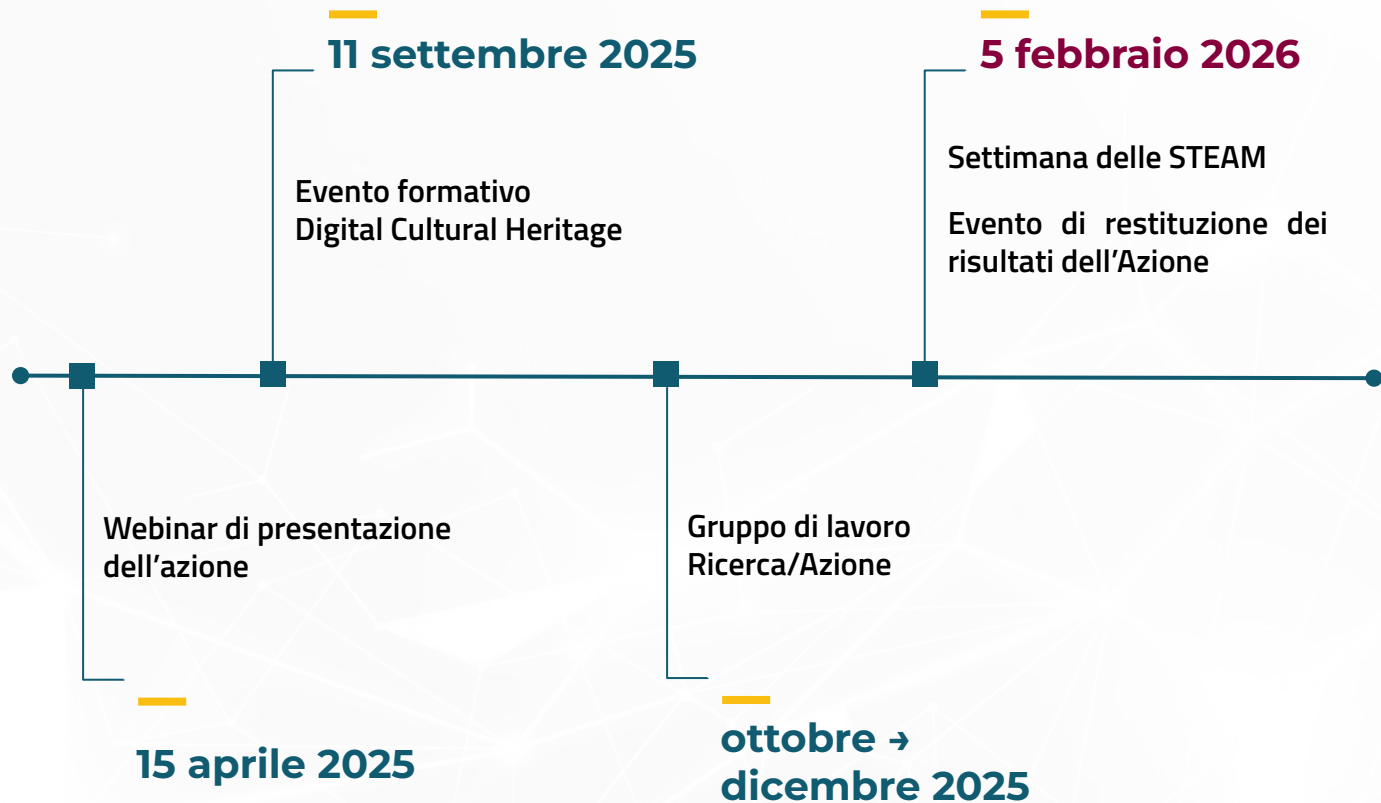 11 settembre 2025
Evento formativo
Digital Cultural Heritage
5 febbraio 2026
Settimana delle STEAM
Evento di restituzione dei
risultati dell’Azione
Webinar di presentazione
dell’azione
15 aprile 2025
Gruppo di lavoro
Ricerca/Azione
ottobre →
dicembre 2025